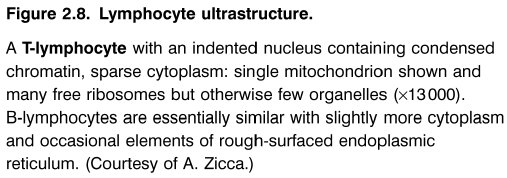 Figure 2.8. Lymphocyte ultrastructure.
A T-lymphocyte with an indented nucleus containing condensed
chromatin, sparse cytoplasm: single mitochondrion shown and
many free ribosomes but otherwise few organelles (×13 000).
B-lymphocytes are essentially similar with slightly more cytoplasm
and occasional elements of rough-surfaced endoplasmic
reticulum. (Courtesy of A. Zicca.)